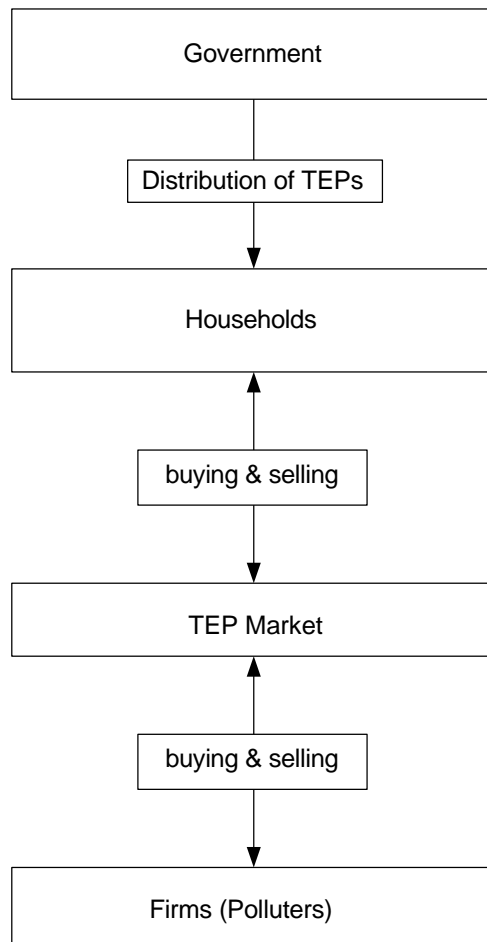 Government
Distribution of TEPs
Households
buying & selling
TEP Market
buying & selling
Firms (Polluters)